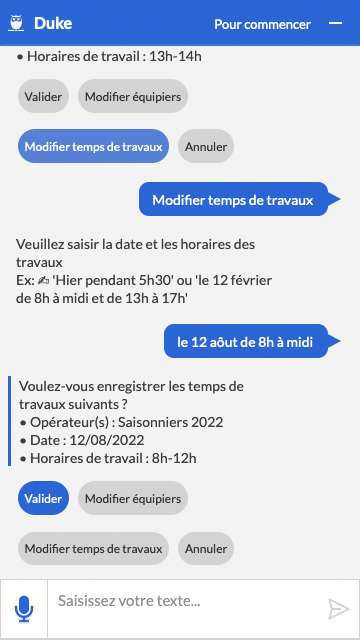 Duke
Pour commencer
• Horaires de travail : 13h-14h
Valider
Modifier équipiers
Modifier temps de travaux
Annuler
Modifier temps de travaux
Veuillez saisir la date et les horaires des
travaux
Ex: ✍ 'Hier pendant 5h30' ou 'le 12 février
de 8h à midi et de 13h à 17h'
le 12 aôut de 8h à midi
Voulez-vous enregistrer les temps de
travaux suivants ?
• Opérateur(s) : Saisonniers 2022
• Date : 12/08/2022
• Horaires de travail : 8h-12h
Valider
Modifier équipiers
Modifier temps de travaux
Annuler
Saisissez votre texte...